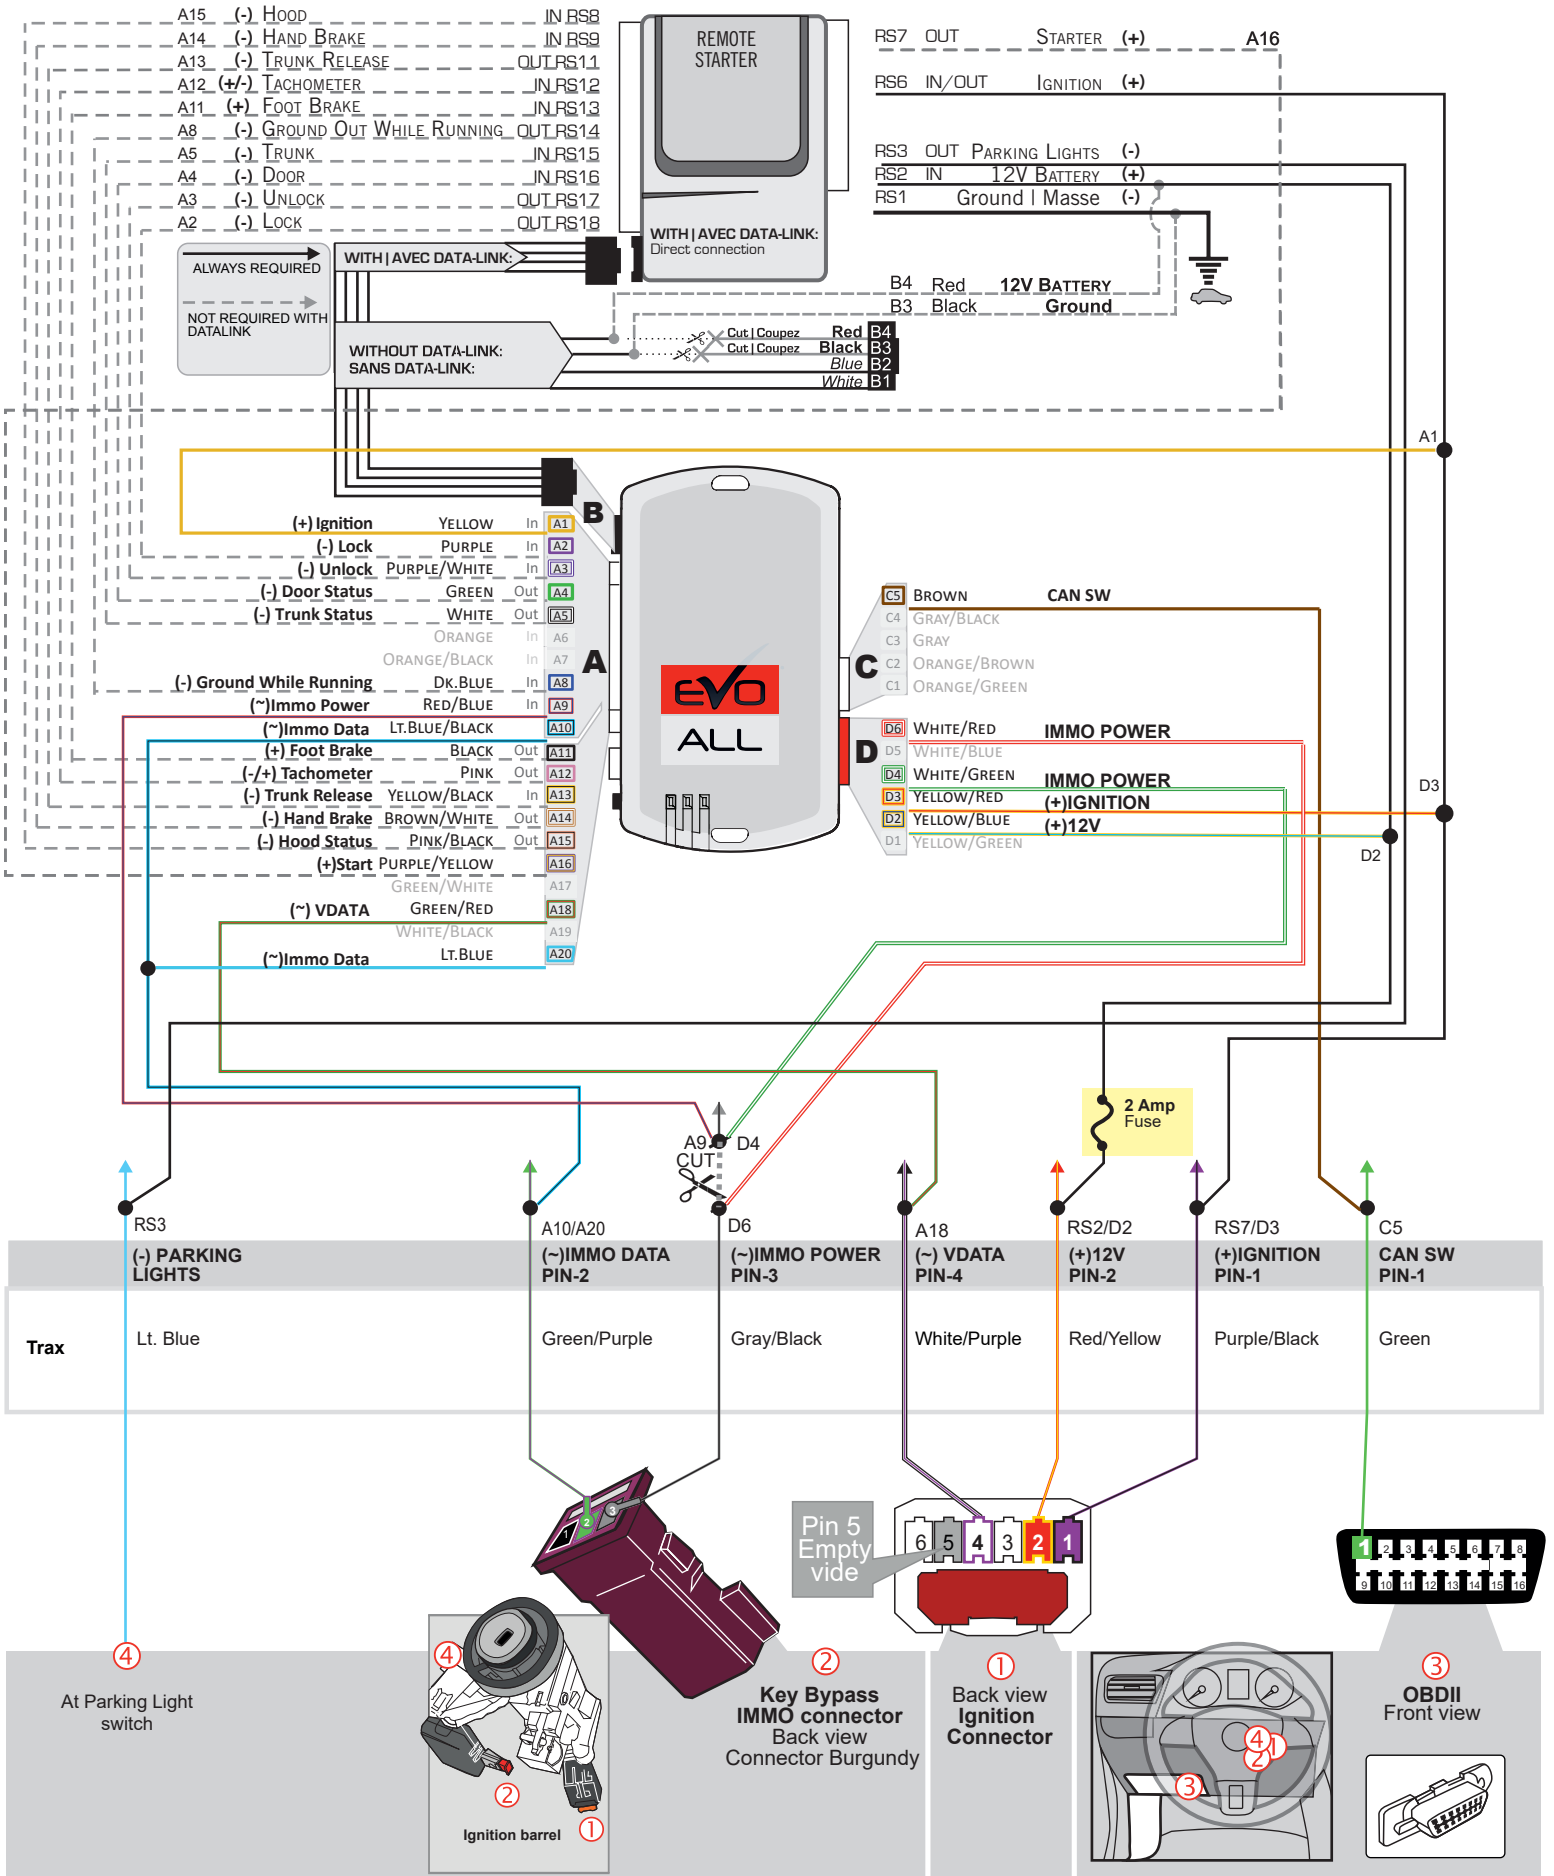 A15 (-) HOOD IN RS8
A14 (-) HAND BRAKE IN RS9
A13 (-) TRUNK RELEASE OUT RS11
A12 (+/-) TACHOMETER IN RS12
A11 (+) FOOT BRAKE IN RS13
A8 (-) GROUND OUT WHILE RUNNING OUT RS14
A5 (-) TRUNK IN RS15
A4 (-) DOOR IN RS16
A3 (-) UNLOCK OUT RS17
A2 (-) LOCK OUT RS18
REMOTE
STARTER
WITH | AVEC DATA-LINK:
Direct connection
RS7 OUT STARTER (+) A16
RS6 IN/OUT IGNITION (+)
RS3 OUT PARKING LIGHTS (-)
RS2 IN 12V BATTERY (+)
RS1 Ground | Masse (-)
ALWAYS REQUIRED
NOT REQUIRED WITH
DATALINK
WITH | AVEC DATA-LINK:
WITHOUT DATA-LINK:
SANS DATA-LINK:
B4 Red 12V BATTERY
B3 Black Ground
Cut | Coupez Red B4
Cut | Coupez Black B3
Blue B2
White B1
A1
B
(+) Ignition YELLOW In A1
(-) Lock PURPLE In A2
(-) Unlock PURPLE/WHITE In A3
(-) Door Status GREEN Out A4
(-) Trunk Status WHITE Out A5
ORANGE In A6
ORANGE/BLACK In A7
(-) Ground While Running DK.BLUE In A8
(~)Immo Power RED/BLUE In A9
(~)Immo Data LT.BLUE/BLACK A10
(+) Foot Brake BLACK Out A11
(-/+) Tachometer PINK Out A12
(-) Trunk Release YELLOW/BLACK In A13
(-) Hand Brake BROWN/WHITE Out A14
(-) Hood Status PINK/BLACK Out A15
(+)Start PURPLE/YELLOW A16
GREEN/WHITE A17
(~) VDATA GREEN/RED A18
WHITE/BLACK A19
(~)Immo Data LT.BLUE A20
A
EVO
ALL
C
C5 BROWN CAN SW
C4 GRAY/BLACK
C3 GRAY
C2 ORANGE/BROWN
C1 ORANGE/GREEN
D
D6 WHITE/RED IMMO POWER
D5 WHITE/BLUE
D4 WHITE/GREEN IMMO POWER
D3 YELLOW/RED (+)IGNITION
D2 YELLOW/BLUE (+)12V
D1 YELLOW/GREEN
D3
D2
2 Amp
Fuse
A9 D4
CUT
RS3
A10/A20
D6
A18
RS2/D2
RS7/D3
C5
(-) PARKING
LIGHTS
(~)IMMO DATA
PIN-2
(~)IMMO POWER
PIN-3
(~) VDATA
PIN-4
(+)12V
PIN-2
(+)IGNITION
PIN-1
CAN SW
PIN-1
Trax Lt. Blue Green/Purple Gray/Black White/Purple Red/Yellow Purple/Black Green
1 2 3
Pin 5
Empty
vide
6 5 4 3 2 1
1 2 3 4 5 6 7 8
9 10 11 12 13 14 15 16
4
At Parking Light
switch
4
2
1
Ignition barrel
2
Key Bypass
IMMO connector
Back view
Connector Burgundy
1
Back view
Ignition
Connector
4
1
2
3
3
OBDII
Front view